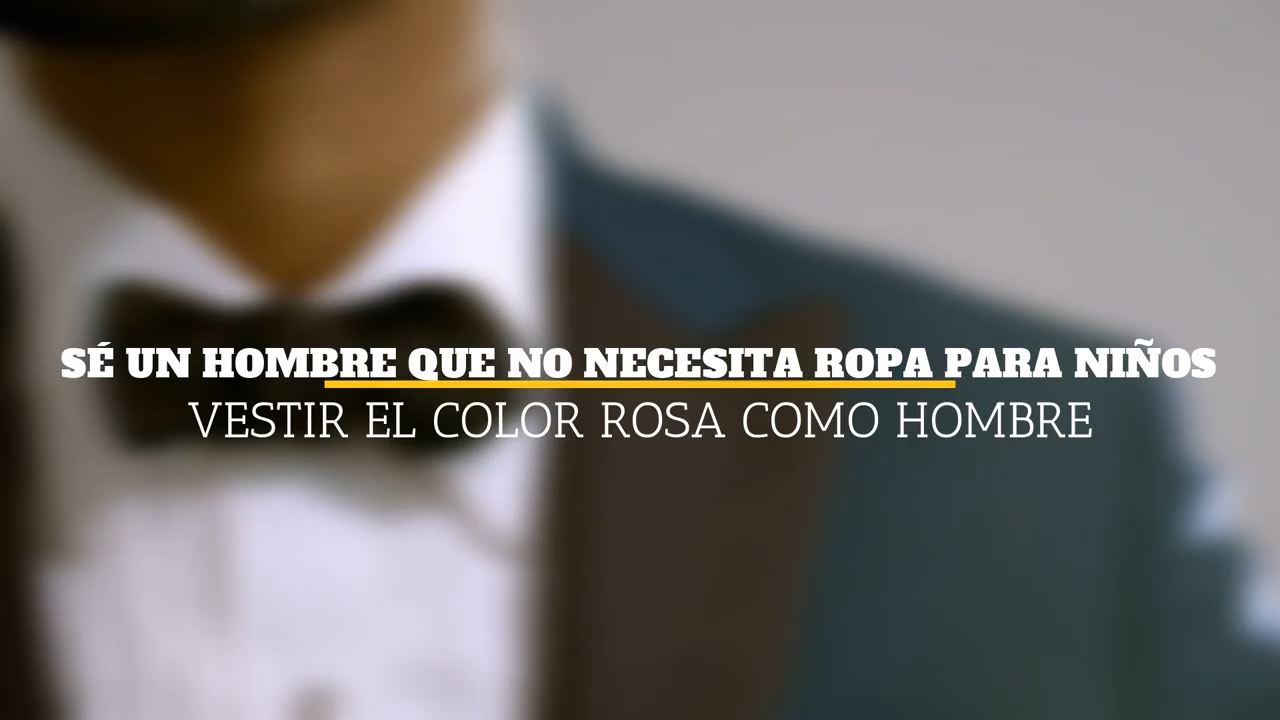 SÉ UN HOMBRE QUE NO NECESITA ROPA PARA NIÑOS
VESTIR EL COLOR ROSA COMO HOMBRE